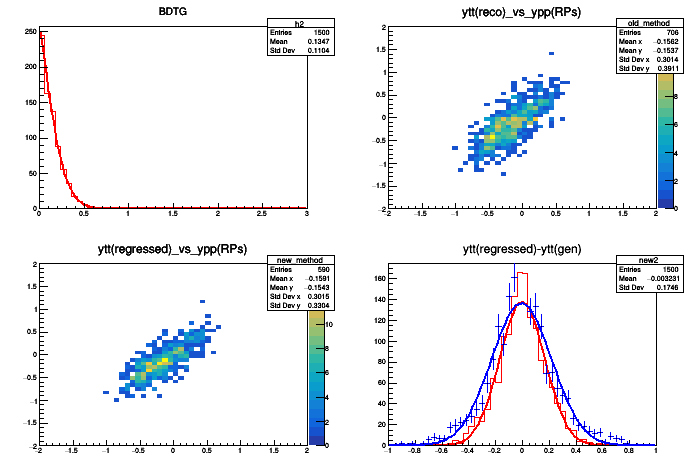 BDTG
h2
Entries 1500
Mean 0.1347
Std Dev 0.1104
250
200
150
100
50
0
0 0.5 1 1.5 2 2.5 3
ytt(reco)_vs_ypp(RPs)
old_method
Entries 706
Mean x −0.1562
Mean y −0.1537
Std Dev x 0.3014
Std Dev y 0.3911
2
1.5
1
0.5
0
−0.5
−1
−1.5
−2
−2 −1.5 −1 −0.5 0 0.5 1 1.5 2
8
6
4
2
0
ytt(regressed)_vs_ypp(RPs)
new_method
Entries 590
Mean x −0.1591
Mean y −0.1543
Std Dev x 0.3015
Std Dev y 0.3304
2
1.5
1
0.5
0
−0.5
−1
−1.5
−2
−2 −1.5 −1 −0.5 0 0.5 1 1.5 2
10
8
6
4
2
0
ytt(regressed)-ytt(gen)
new2
Entries 1500
Mean −0.003231
Std Dev 0.1746
160
140
120
100
80
60
40
20
0
−1 −0.8 −0.6 −0.4 −0.2 0 0.2 0.4 0.6 0.8 1